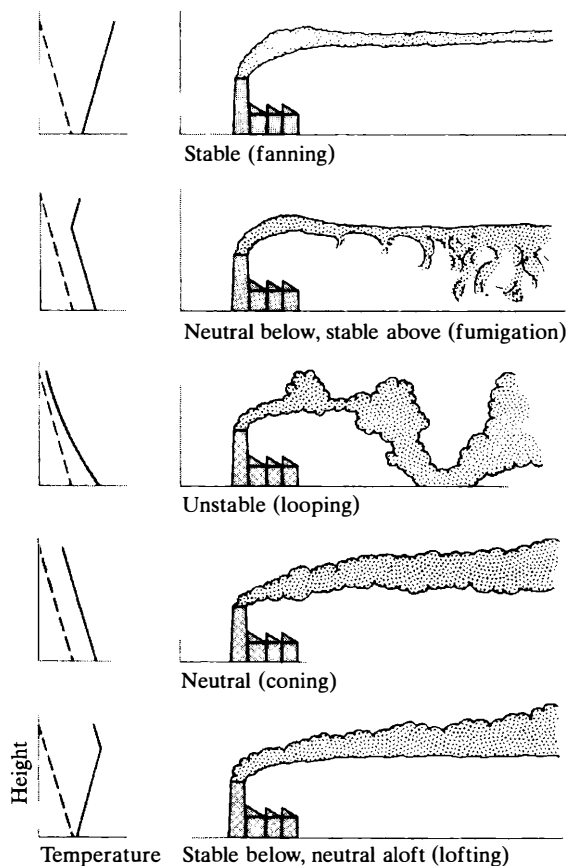 Stable (fanning)
Neutral below, stable above (fumigation)
Unstable (looping)
Neutral (coning)
Height
Temperature
Stable below, neutral aloft (lofting)